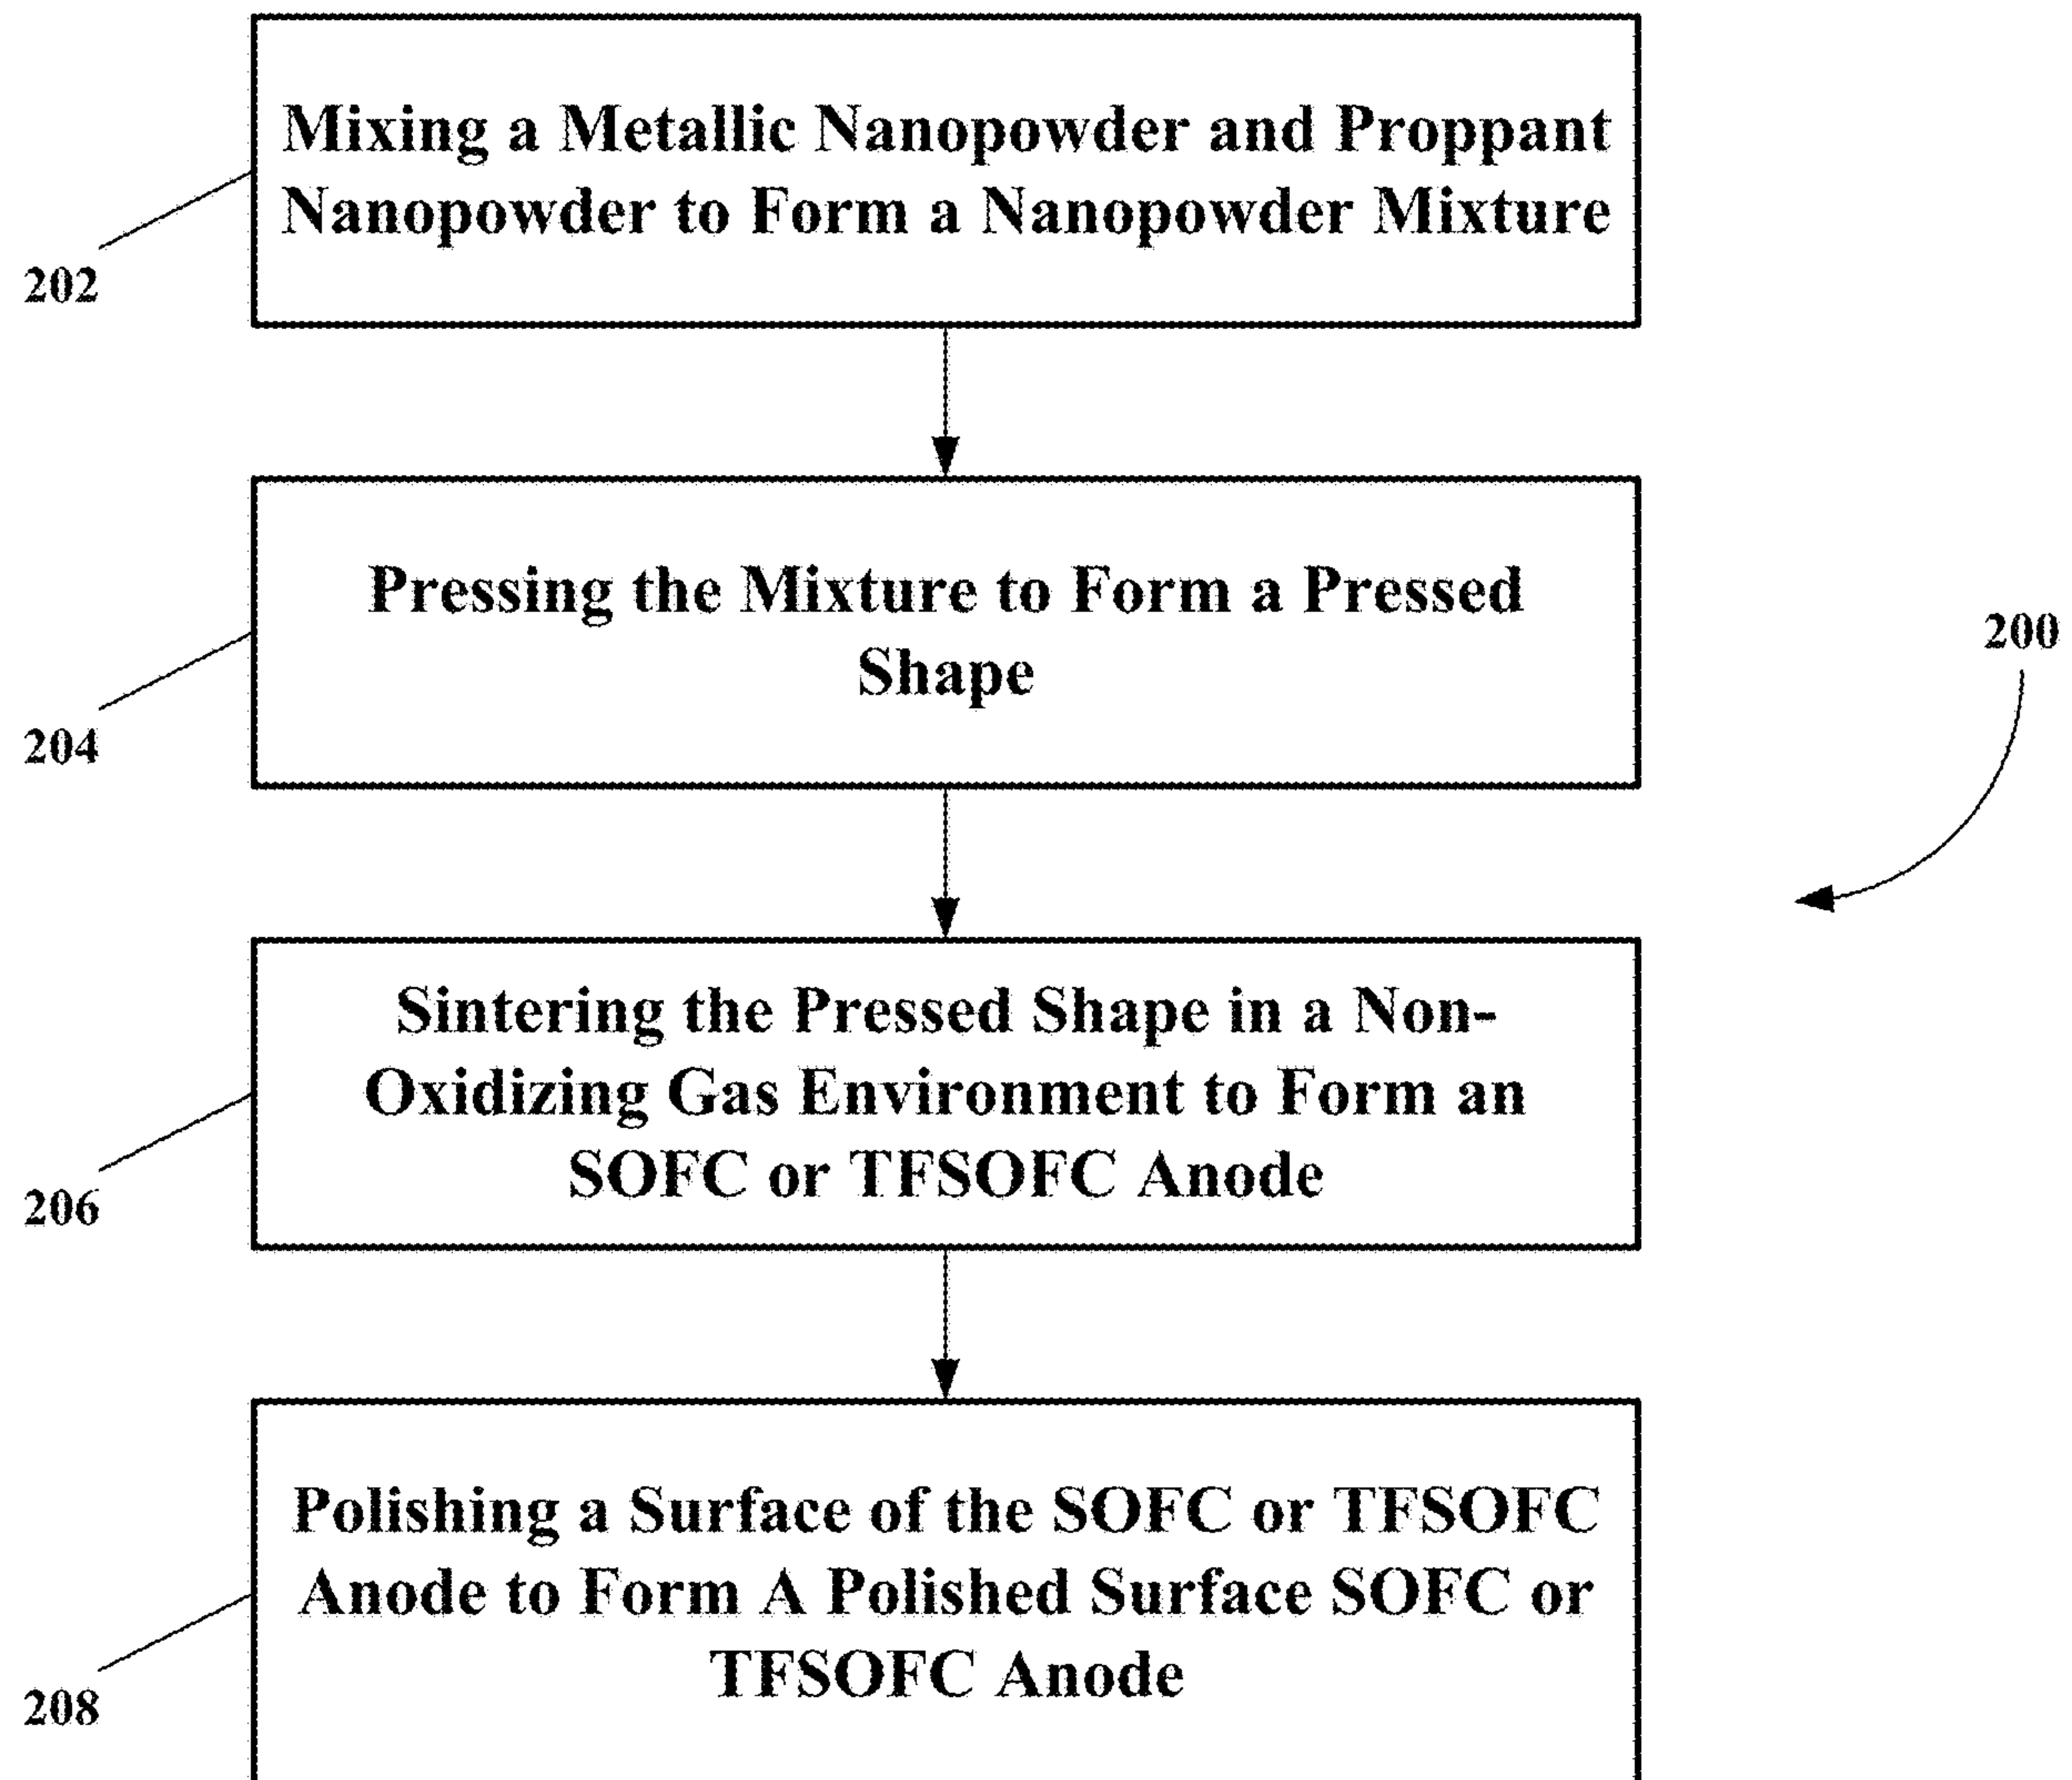 Mixing a Metallic Nanopowder and Proppant
Nanopowder to Form a Nanopowder Mixture
202
Pressing the Mixture to Form a Pressed
Shape
204
200
Sintering the Pressed Shape in a Non-
Oxidizing Gas Environment to Form an
SOFC or TFSOFC Anode
206
Polishing a Surface of the SOFC or TFSOFC
Anode to Form A Polished Surface SOFC or
TFSOFC Anode
208